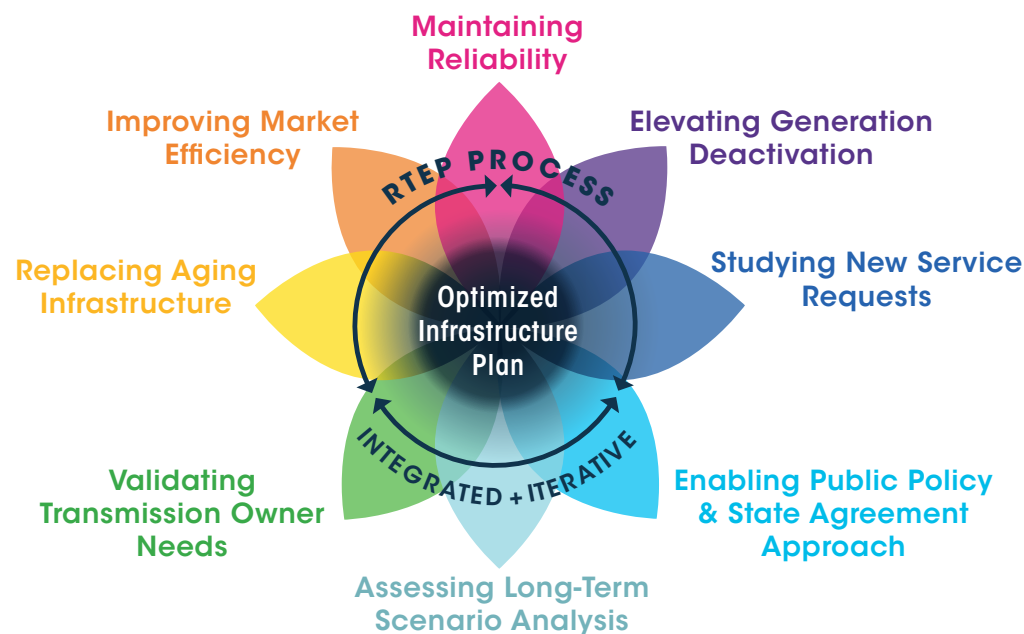 Maintaining
Reliability
Improving Market
Efficiency
Elevating Generation
Deactivation
RTEP PROCESS
Replacing Aging
Infrastructure
Studying New Service
Requests
Optimized
Infrastructure
Plan
INTEGRATED + ITERATIVE
Validating
Transmission Owner
Needs
Enabling Public Policy
& State Agreement
Approach
Assessing Long-Term
Scenario Analysis